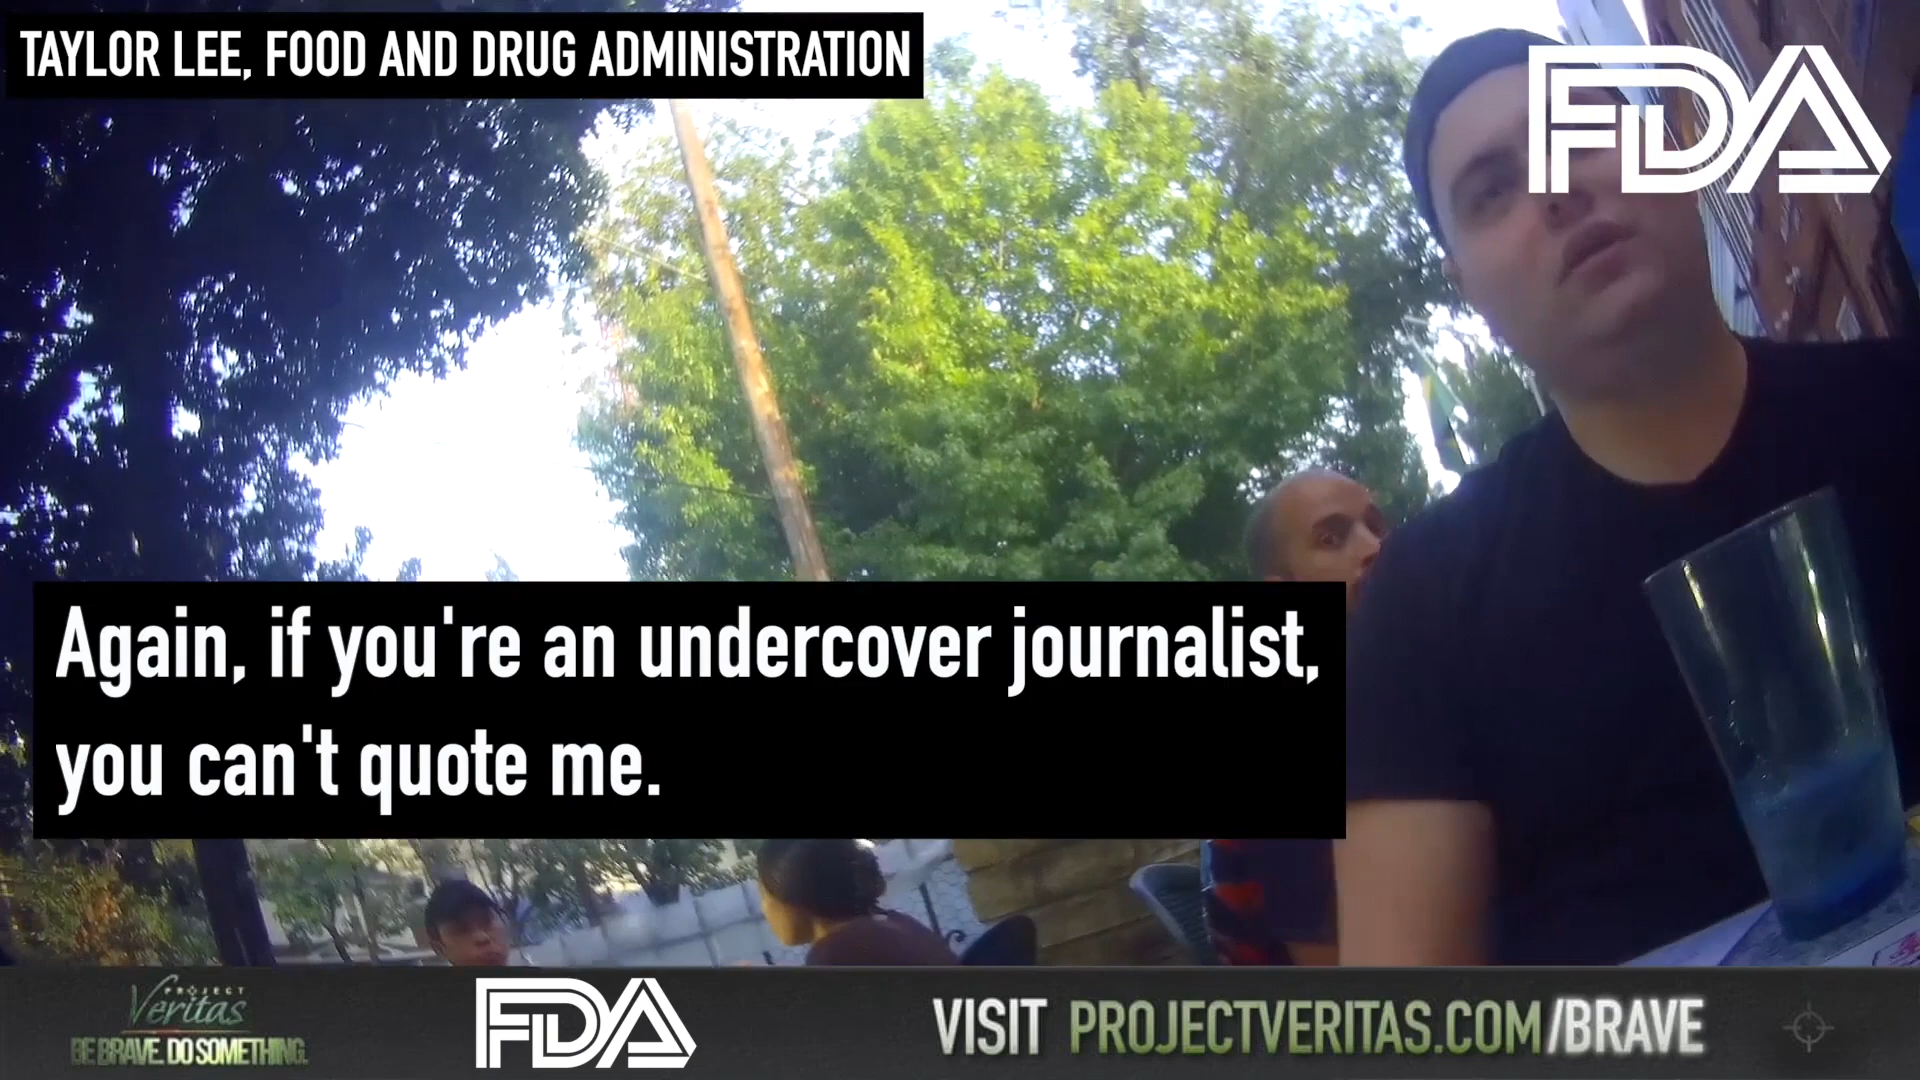 TAYLOR LEE, FOOD AND DRUG ADMINISTRATION
FDA
Again, if you're an undercover journalist,
you can't quote me.
PROJECT
Veritas
BE BRAVE. DO SOMETHING.
FDA
VISIT PROJECTVERITAS.COM/BRAVE